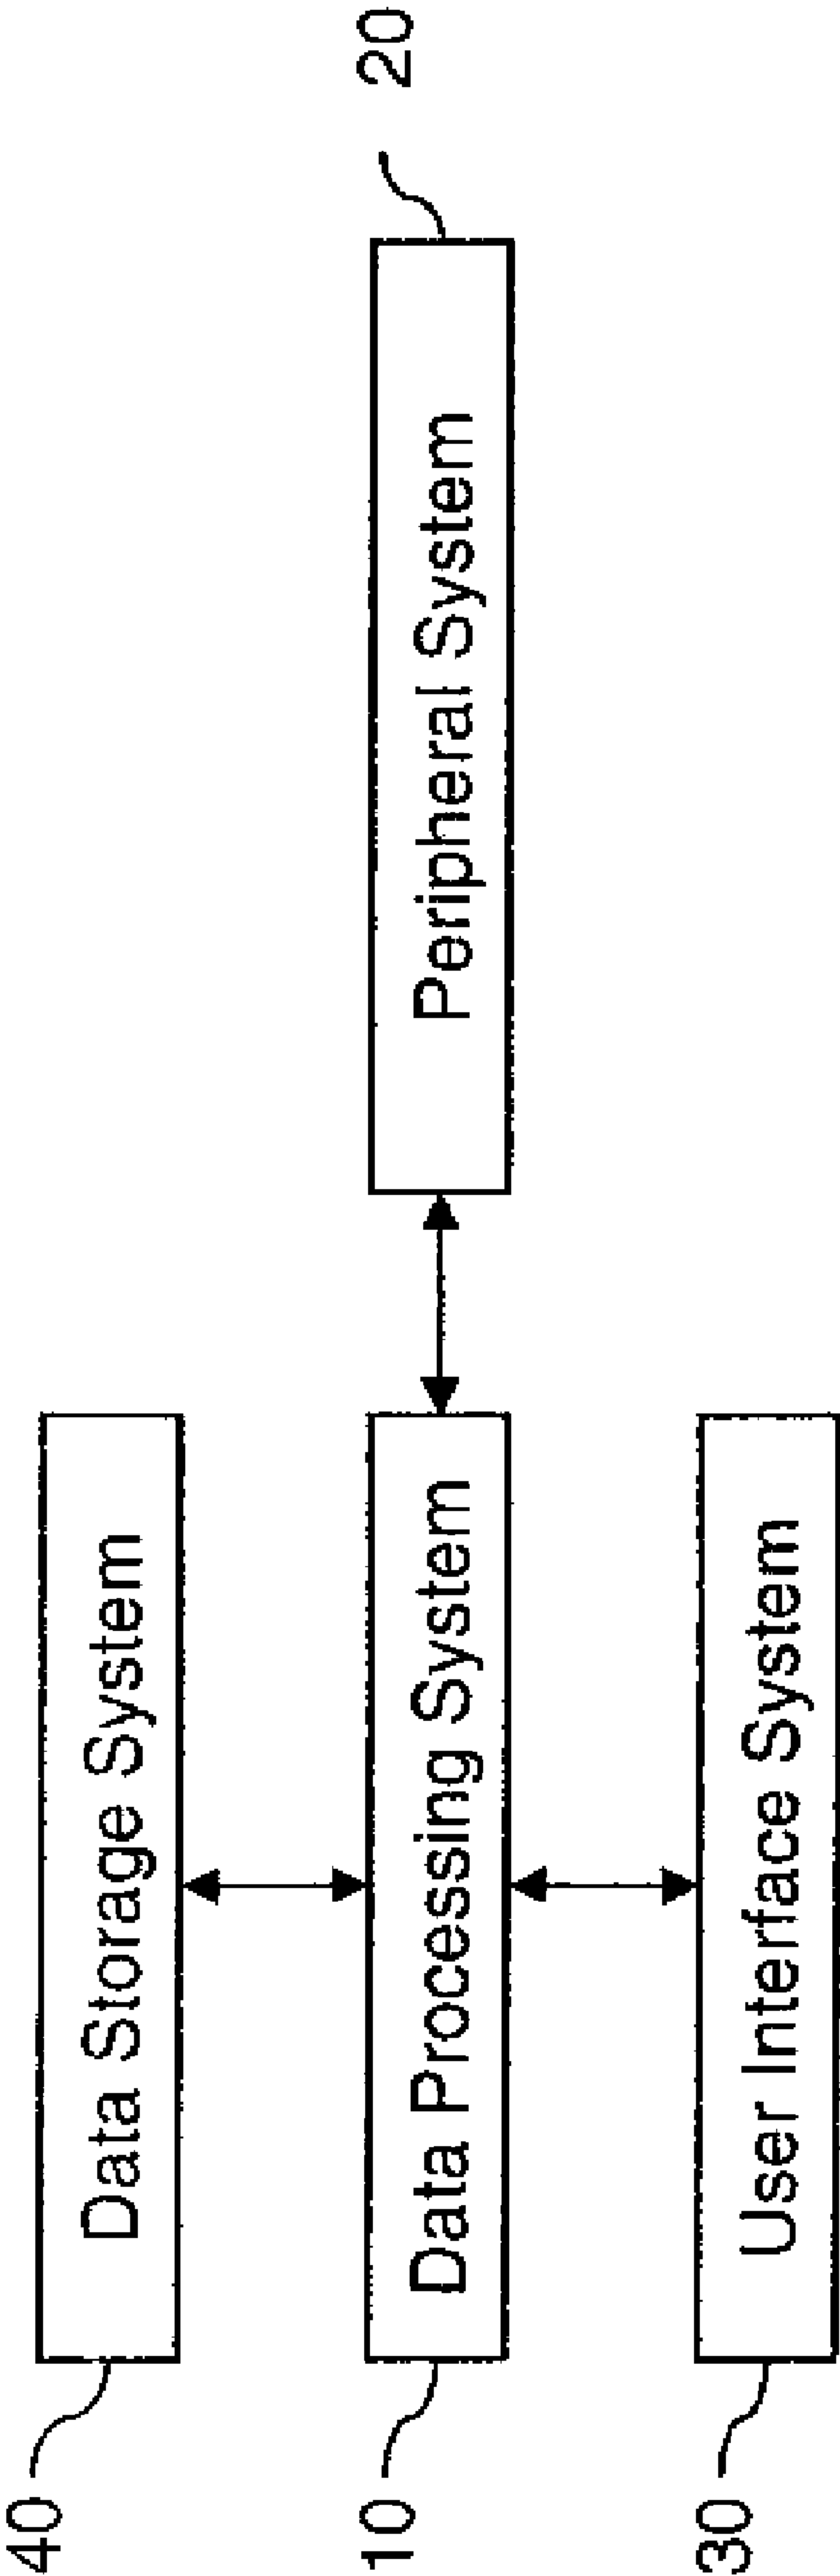 40
Data Storage System
10
Data Processing System
Peripheral System
20
30
User Interface System